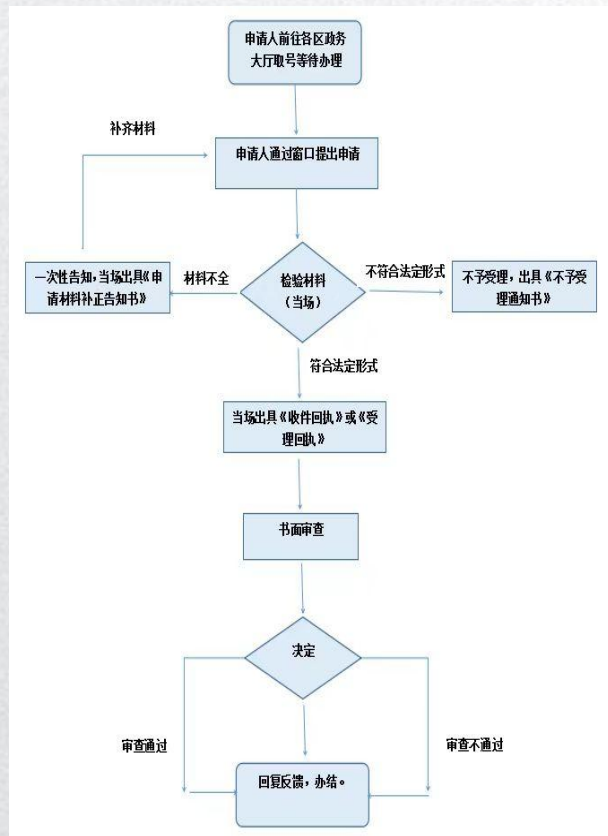 申请人前往各区政务
大厅取号等待办理
补齐材料
申请人通过窗口提出申请
一次性告知，当场出具《申
请材料补正告知书》
材料不全
检验材料
（当场）
不符合法定形式
不予受理，出具《不予受
理通知书》
符合法定形式
当场出具《收件回执》或《受
理回执》
书面审查
决定
审查通过
审查不通过
回复反馈，办结。